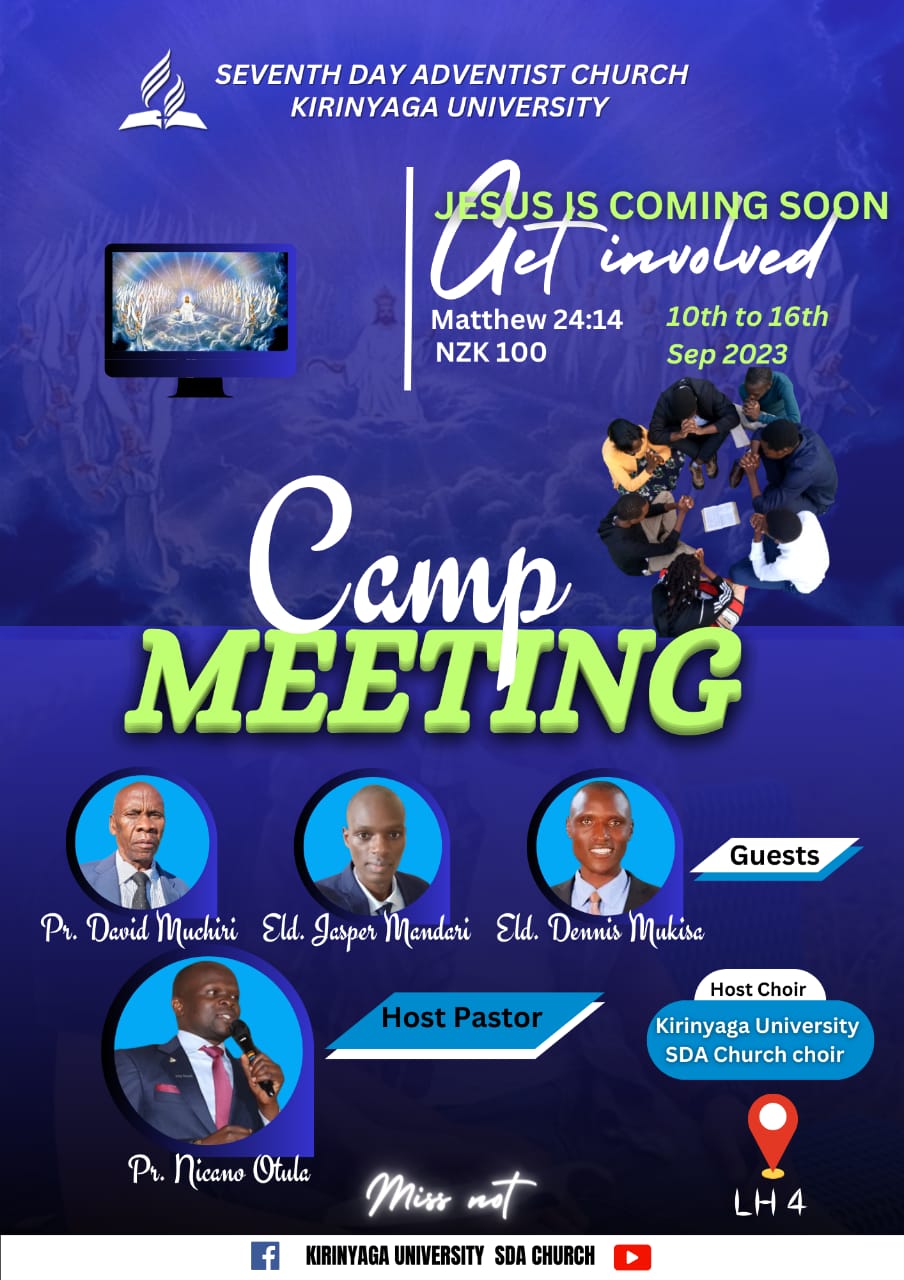 SEVENTH DAY ADVENTIST CHURCH
KIRINYAGA UNIVERSITY
JESUS IS COMING SOON
Get involved
Matthew 24:14
NZK 100
10th to 16th
Sep 2023
Camp
MEETING
Guests
Pr. David Muchiri
Eld. Jasper Mandari
Eld. Dennis Mukisa
Host Pastor
Host Choir
Kirinyaga University
SDA Church choir
Pr. Nicano Otula
Miss not
LH 4
KIRINYAGA UNIVERSITY SDA CHURCH